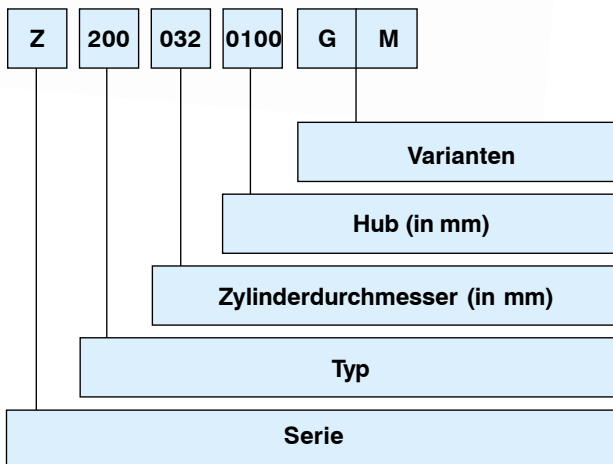 Z 200 032 0100 G M
Varianten
Hub (in mm)
Zylinderdurchmesser (in mm)
Typ
Serie